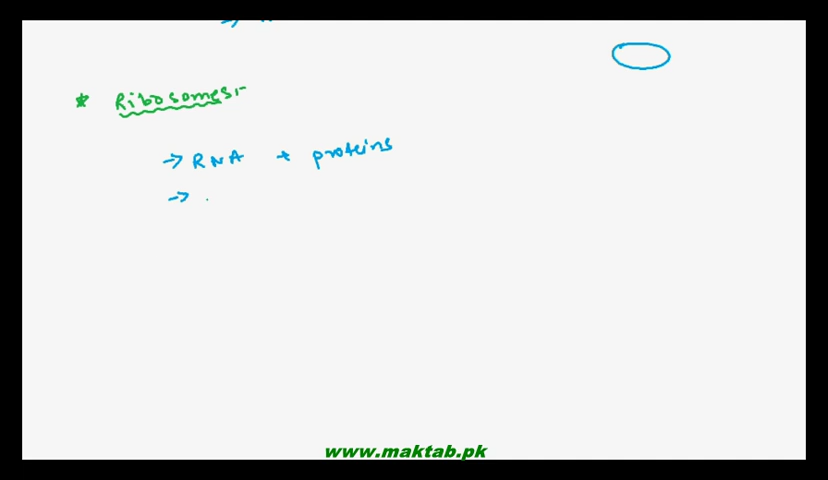 * Ribosomes:-
→ RNA + proteins
→
www.maktab.pk